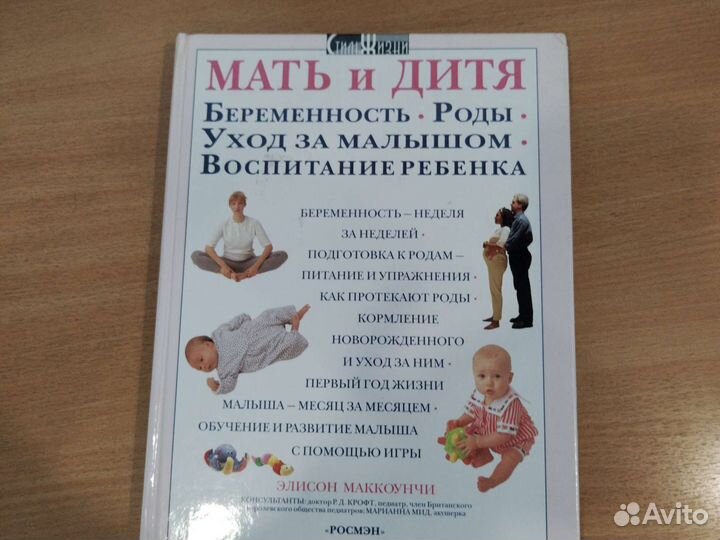 СТИЛЬ ЖИЗНИ
МАТЬ и ДИТЯ
БЕРЕМЕННОСТЬ • РОДЫ •
УХОД ЗА МАЛЫШОМ •
ВОСПИТАНИЕ РЕБЕНКА
БЕРЕМЕННОСТЬ – НЕДЕЛЯ
ЗА НЕДЕЛЕЙ •
ПОДГОТОВКА К РОДАМ –
ПИТАНИЕ И УПРАЖНЕНИЯ •
КАК ПРОТЕКАЮТ РОДЫ •
КОРМЛЕНИЕ
НОВОРОЖДЕННОГО
И УХОД ЗА НИМ •
ПЕРВЫЙ ГОД ЖИЗНИ
МАЛЫША – МЕСЯЦ ЗА МЕСЯЦЕМ •
ОБУЧЕНИЕ И РАЗВИТИЕ МАЛЫША
С ПОМОЩЬЮ ИГРЫ
ЭЛИСОН МАККОУНЧИ
КОНСУЛЬТАНТЫ: доктор Р. Д. КРОФТ, педиатр, член Британского
королевского общества педиатров; МАРИАННА МИД, акушерка
«РОСМЭН»
Avito